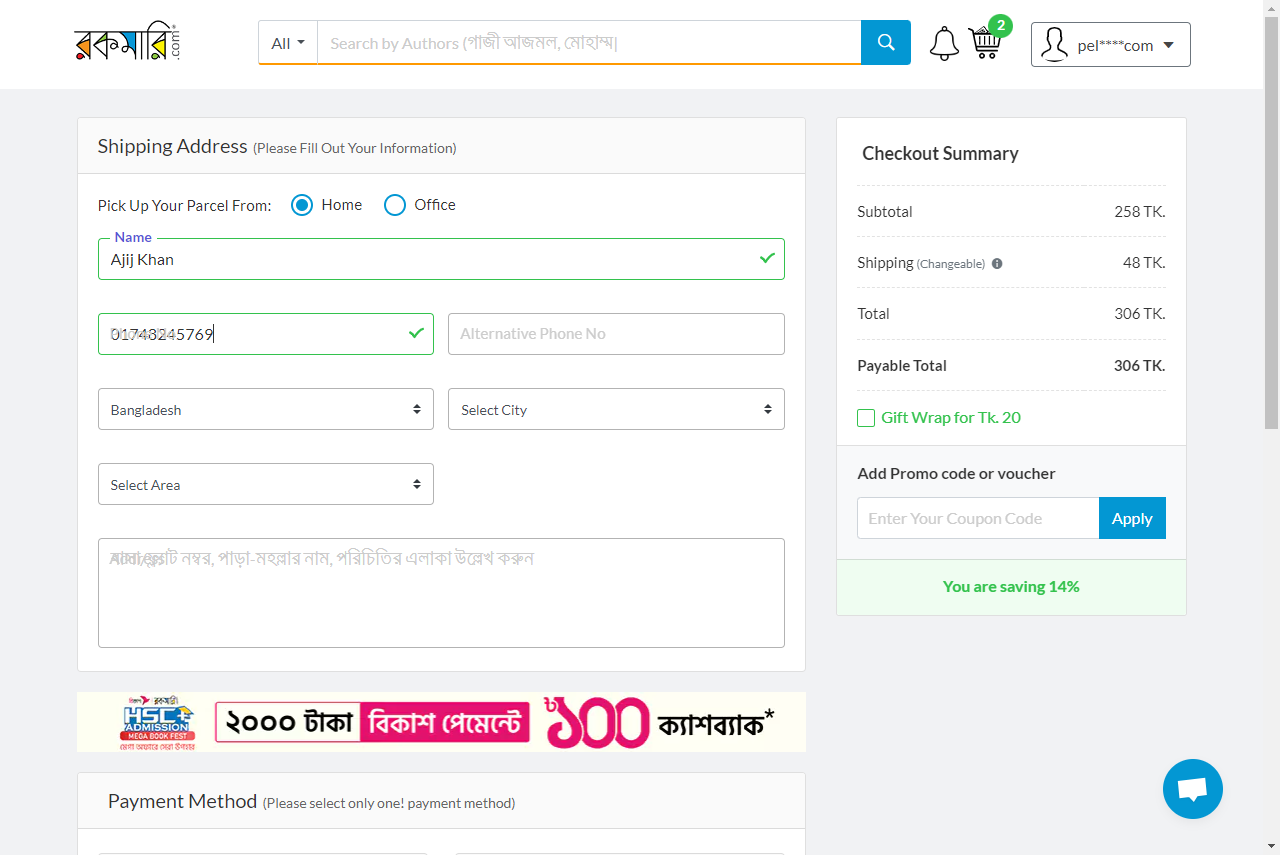 রকমারি.com
All
Search by Authors (গাজী আজমল, মোহাম্ম|
2
pel****com
Shipping Address (Please Fill Out Your Information)
Pick Up Your Parcel From: Home Office
Name
Ajij Khan
01743245769
Alternative Phone No
Bangladesh
Select City
Select Area
Address
বাসা/ফ্ল্যাট নম্বর, পাড়া-মহল্লার নাম, পরিচিতির এলাকা উল্লেখ করুন
রকমারী
HSC+
ADMISSION
MEGA BOOK FEST
মেগা অফারে সেরা উপহার
২০০০ টাকা বিকাশ পেমেন্টে ৳১০০ ক্যাশব্যাক*
Payment Method (Please select only one! payment method)
Checkout Summary
Subtotal 258 TK.
Shipping (Changeable) 48 TK.
Total 306 TK.
Payable Total 306 TK.
Gift Wrap for Tk. 20
Add Promo code or voucher
Enter Your Coupon Code
Apply
You are saving 14%